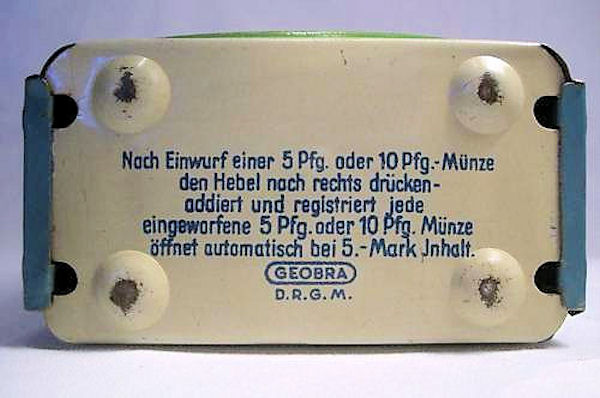 Nach Einwurf einer 5 Pfg. oder 10 Pfg.-Münze
den Hebel nach rechts drücken-
addiert und registriert jede
eingeworfene 5 Pfg. oder 10 Pfg. Münze
öffnet automatisch bei 5.-Mark Jnhalt.
GEOBRA
D.R.G.M.